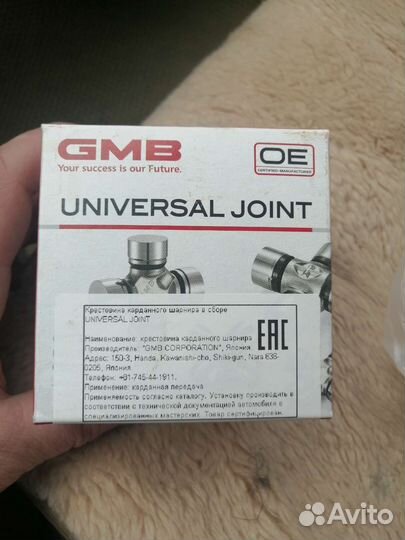 GMB
Your success is our Future.
OE
CERTIFIED-MANUFACTURER
UNIVERSAL JOINT
Крестовина карданного шарнира в сборе
UNIVERSAL JOINT
Наименование: крестовина карданного шарнира
Производитель: "GMB CORPORATION", Япония
Адрес: 150-3, Handa, Kawanishi-cho, Shiki-gun, Nara 636-
0205, Япония.
Телефон: +81-745-44-1911.
Применение: карданная передача
Применяемость согласно каталогу. Установку производить в
соответствии с технической документацией автомобиля в
специализированных мастерских. Товар сертифицирован.
EAC
Avito